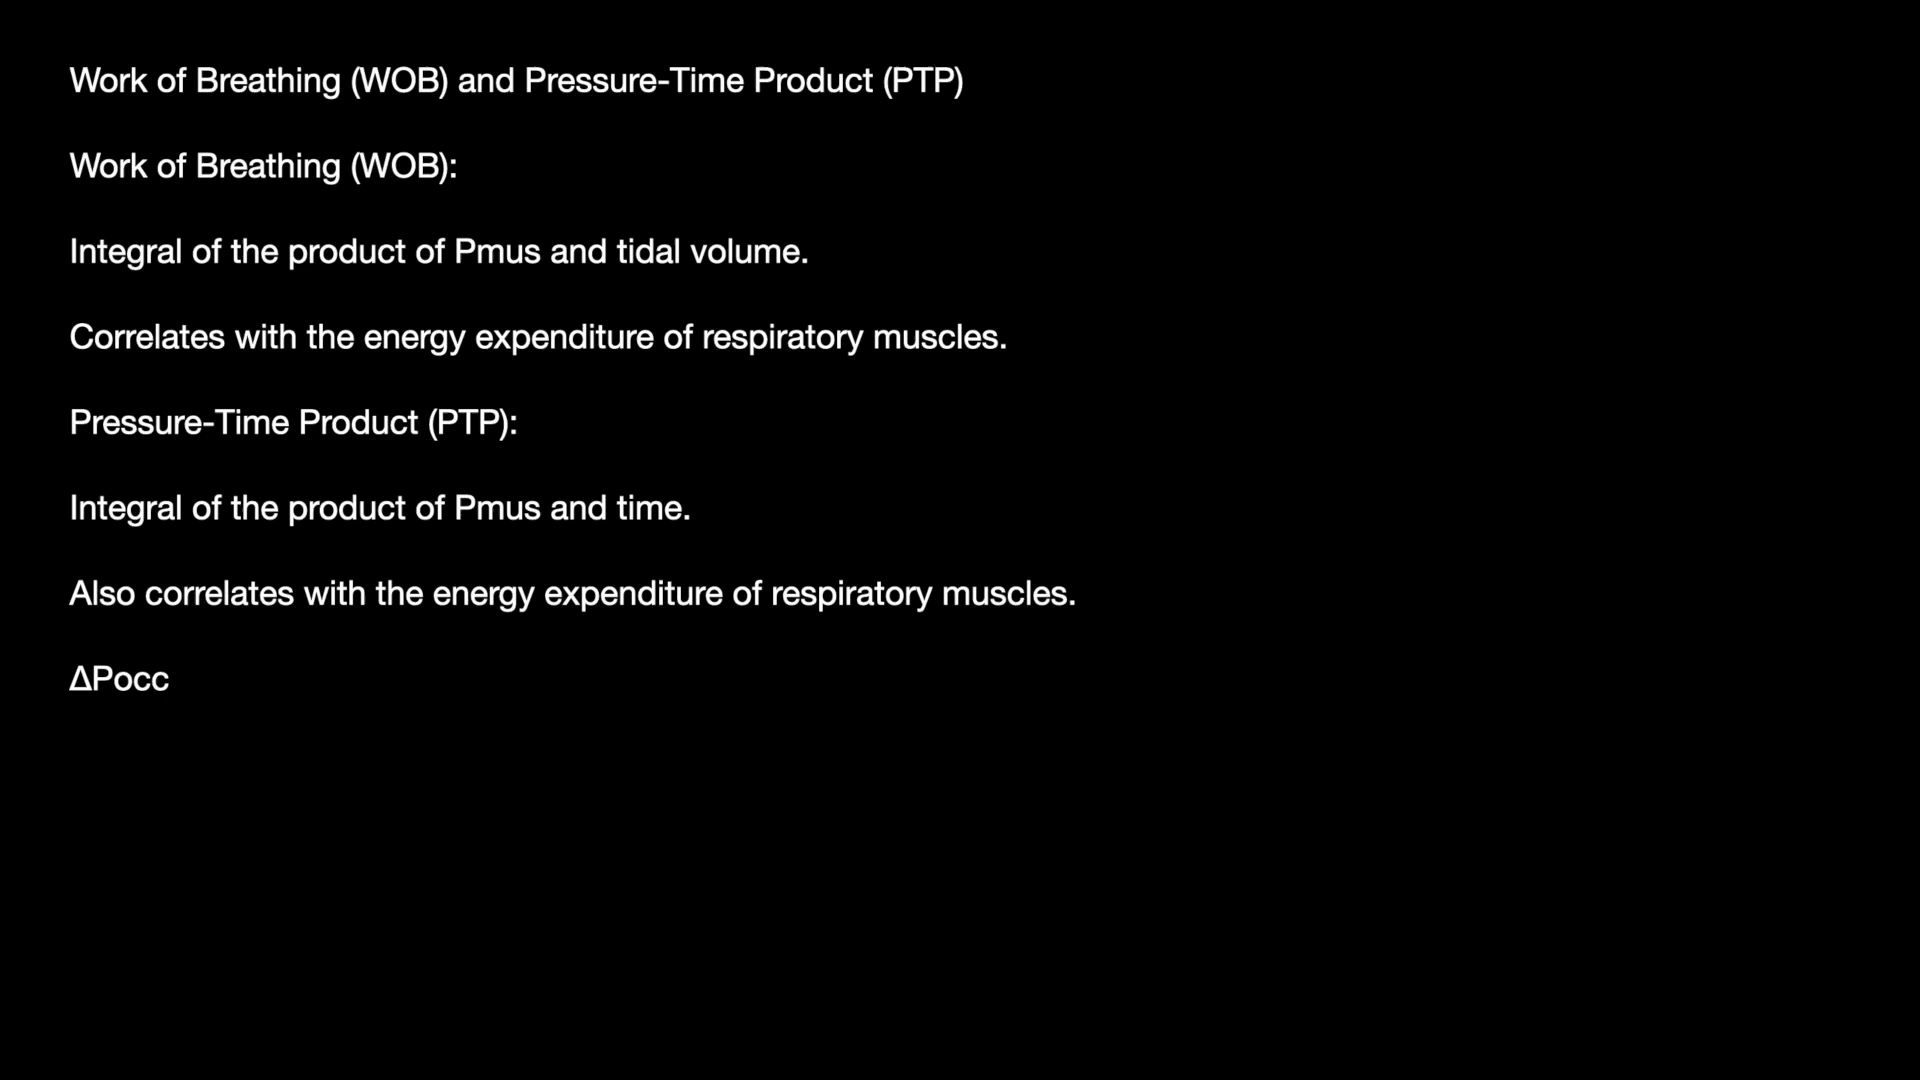 Work of Breathing (WOB) and Pressure-Time Product (PTP)
Work of Breathing (WOB):
Integral of the product of Pmus and tidal volume.
Correlates with the energy expenditure of respiratory muscles.
Pressure-Time Product (PTP):
Integral of the product of Pmus and time.
Also correlates with the energy expenditure of respiratory muscles.
ΔPocc